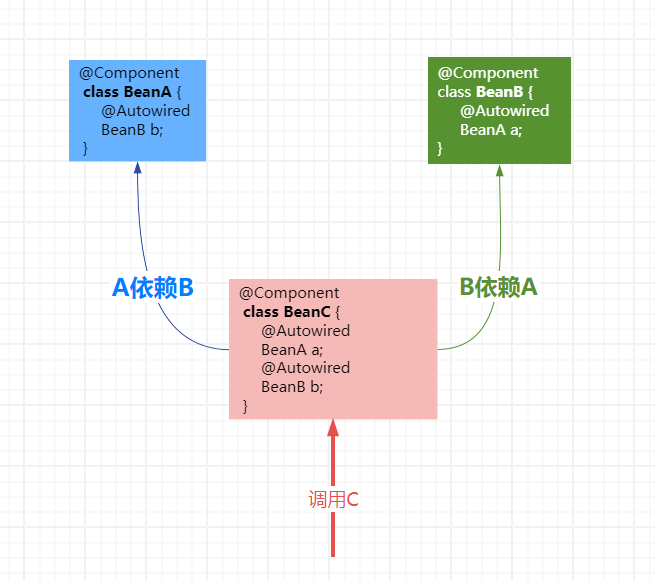 @Component
class BeanA {
@Autowired
BeanB b;
}
@Component
class BeanB {
@Autowired
BeanA a;
}
A依赖B
B依赖A
@Component
class BeanC {
@Autowired
BeanA a;
@Autowired
BeanB b;
}
调用C